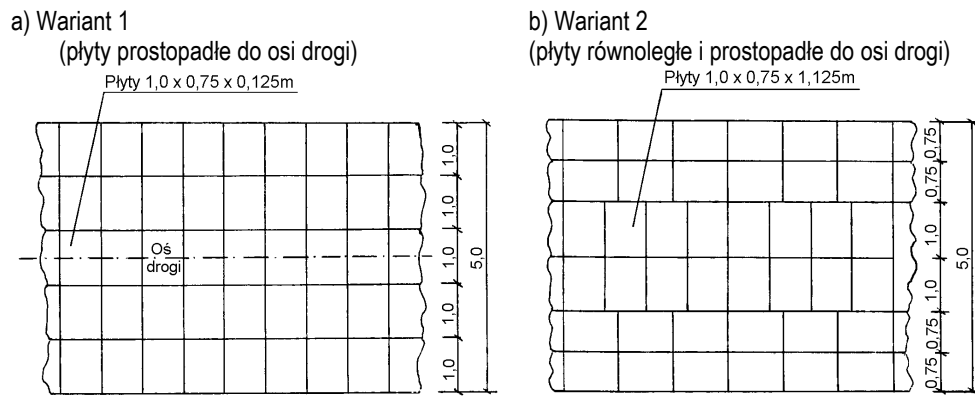 a) Wariant 1
(płyty prostopadłe do osi drogi)
Płyty 1,0 x 0,75 x 0,125m
Oś
drogi
1,0
1,0
1,0
1,0
1,0
5,0
b) Wariant 2
(płyty równoległe i prostopadłe do osi drogi)
Płyty 1,0 x 0,75 x 1,125m
0,75
0,75
1,0
1,0
0,75
0,75
5,0